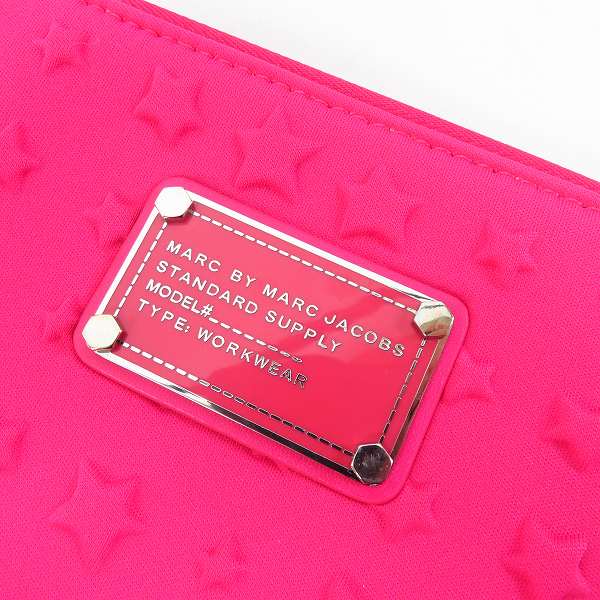 MARC BY MARC JACOBS
STANDARD SUPPLY
MODEL#
TYPE: WORKWEAR